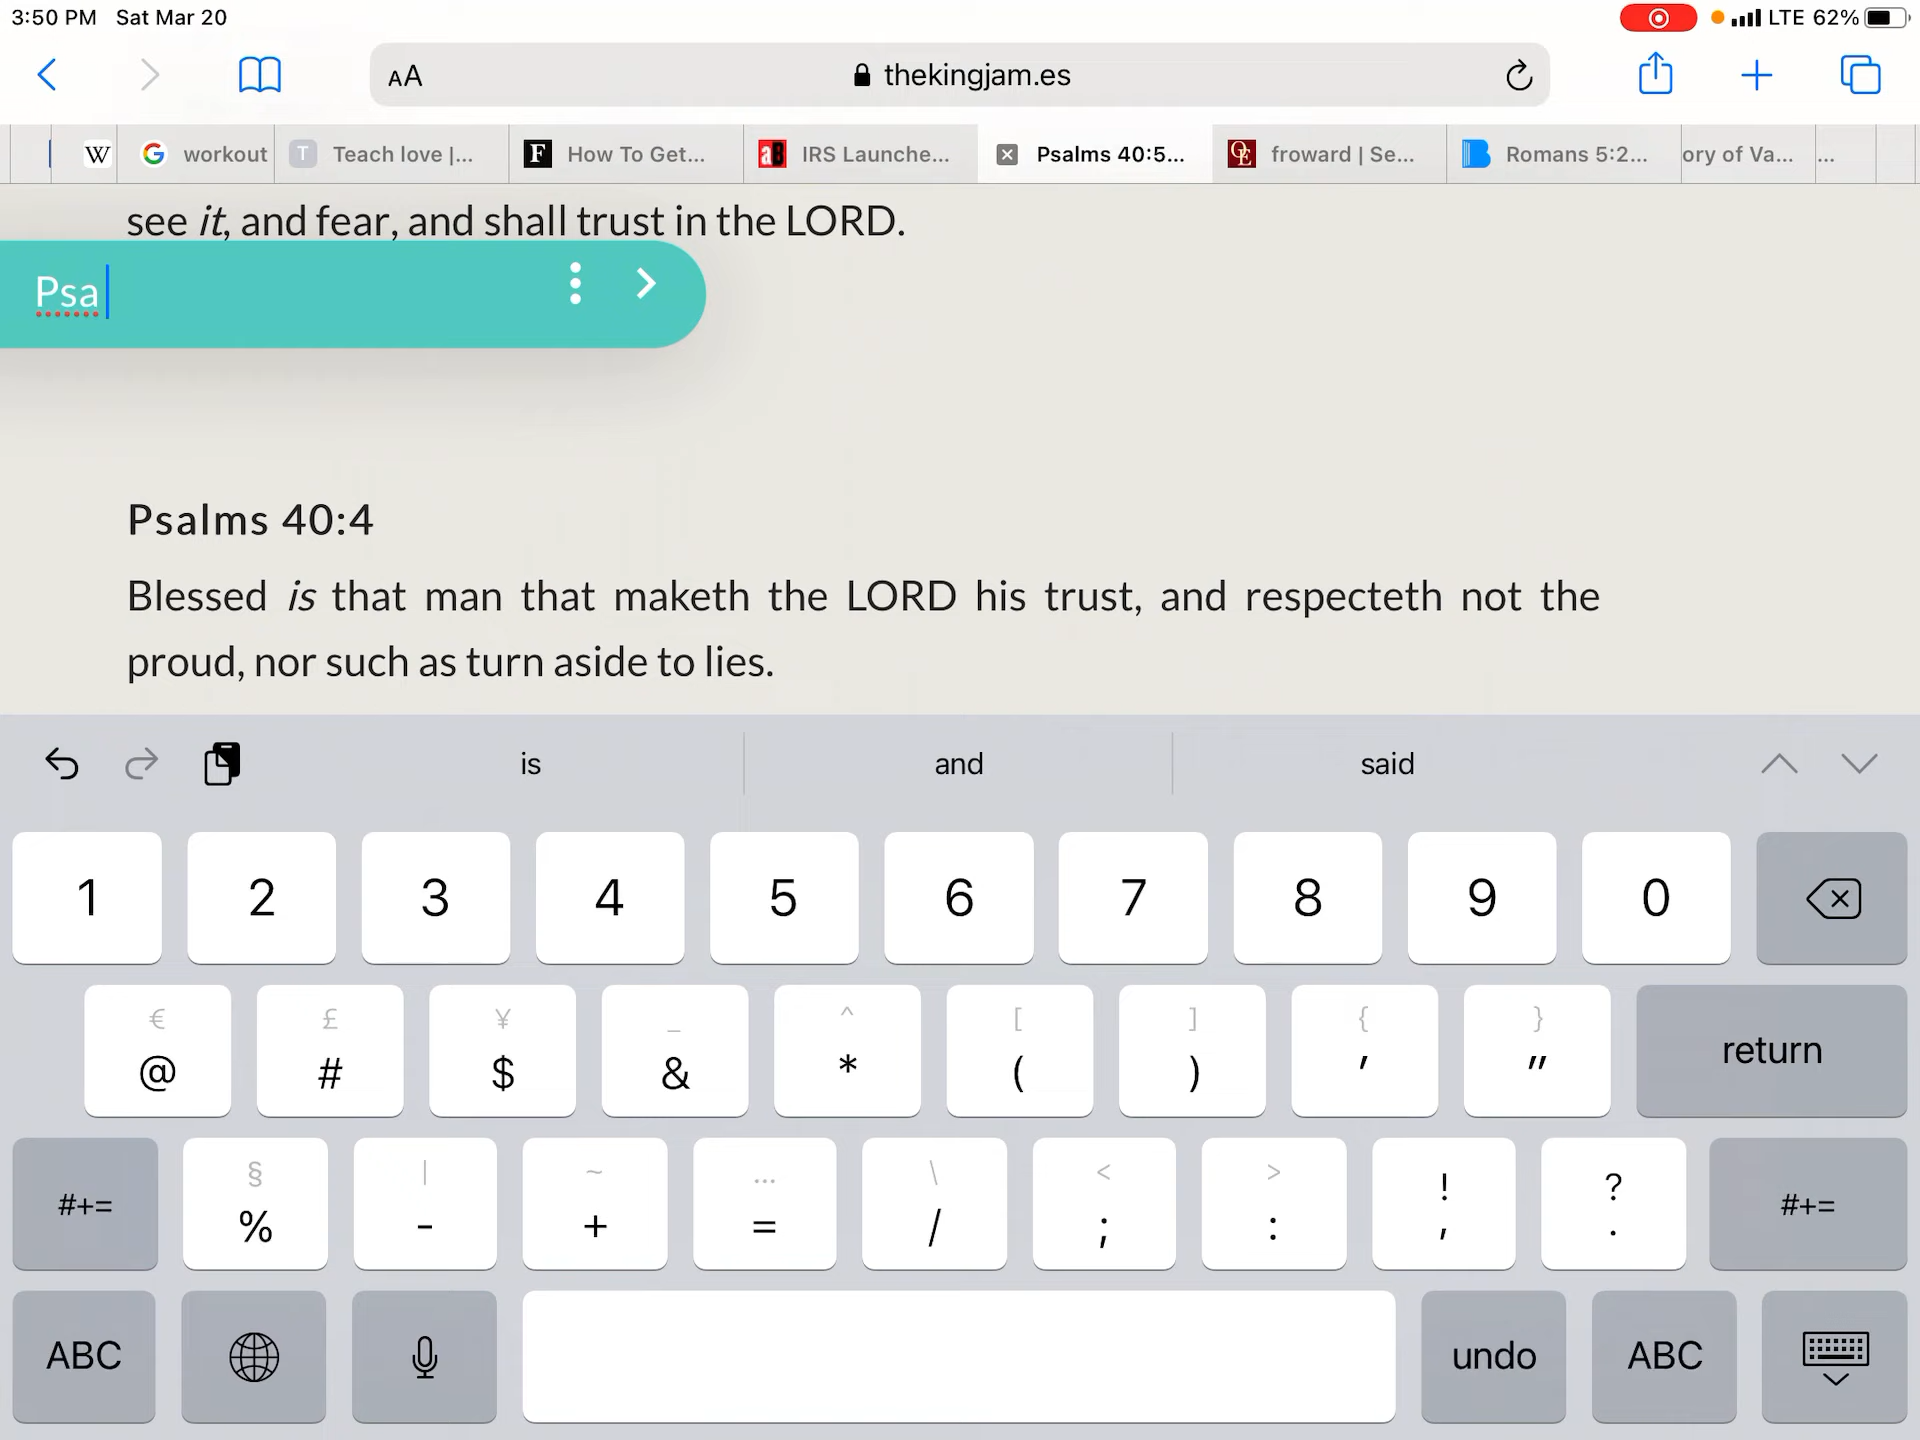 3:50 PM Sat Mar 20
LTE 62%
AA thekingjam.es
W workout T Teach love |... F How To Get... aB IRS Launche... Psalms 40:5... froward | Se... Romans 5:2... ory of Va... ...
see it, and fear, and shall trust in the LORD.
Psa
Psalms 40:4
Blessed is that man that maketh the LORD his trust, and respecteth not the
proud, nor such as turn aside to lies.
is and said
1 2 3 4 5 6 7 8 9 0
€ £ ¥ _ ^ [ ] { }
@ # $ & * ( ) ' " return
§ | ~ ... \ < > ! ?
#+= % - + = / ; : , . #+=
ABC undo ABC